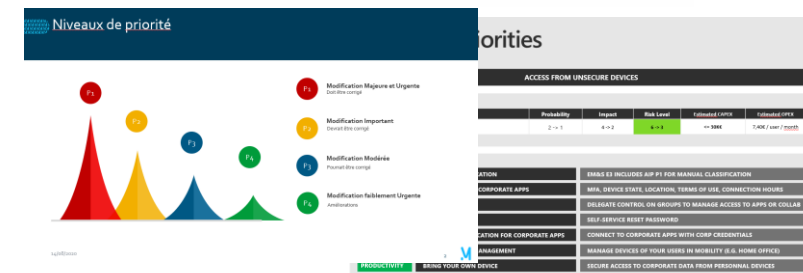 Niveaux de priorité
P1
P2
P3
P4
P1
Modification Majeure et Urgente
Doit être corrigé
P2
Modification Important
Devrait être corrigé
P3
Modification Modérée
Pourrait être corrigé
P4
Modification faiblement Urgente
Améliorations
iorities
ACCESS FROM UNSECURE DEVICES
Probability Impact Risk Level Estimated CAPEX Estimated OPEX
4 -> 2
7,40€ / user / month
ATION EM&S E3 INCLUDES AIP P1 FOR MANUAL CLASSIFICATION
CORPORATE APPS MFA, DEVICE STATE, LOCATION, TERMS OF USE, CONNECTION HOURS
DELEGATE CONTROL ON GROUPS TO MANAGE ACCESS TO APPS OR COLLAB
SELF-SERVICE RESET PASSWORD
CATION FOR CORPORATE APPS CONNECT TO CORPORATE APPS WITH CORP CREDENTIALS
ANAGEMENT MANAGE DEVICES OF YOUR USERS IN MOBILITY (E.G. HOME OFFICE)
PRODUCTIVITY BRING YOUR OWN DEVICE SECURE ACCESS TO CORPORATE DATA FROM PERSONNAL DEVICES